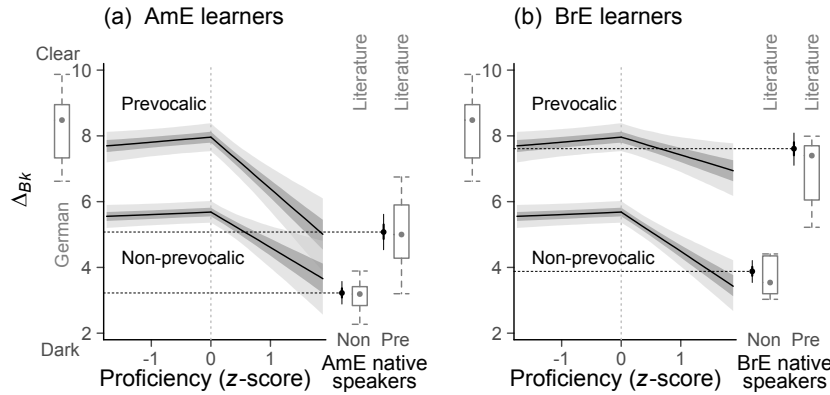 (a) AmE learners
(b) BrE learners
Clear
Literature
Literature
Literature
Literature
10
8
6
4
2
10
8
6
4
2
Prevocalic
Prevocalic
Δ_Bk
German
Non-prevocalic
Non-prevocalic
Dark
Non Pre
Non Pre
-1 0 1
-1 0 1
Proficiency (z-score)
AmE native
speakers
Proficiency (z-score)
BrE native
speakers